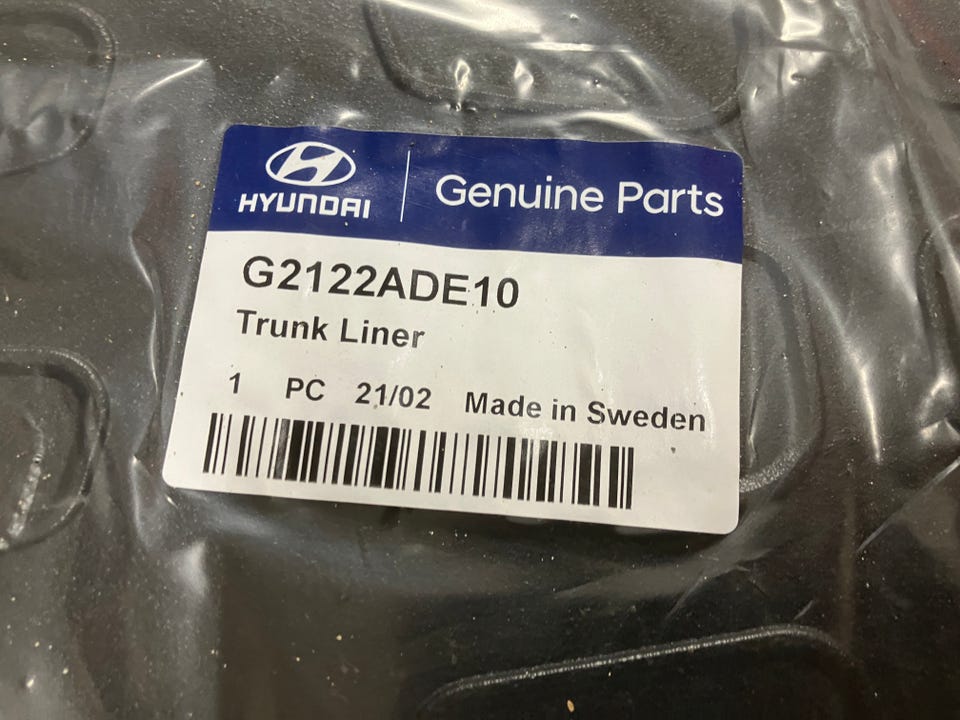 HYUNDAI
Genuine Parts
G2122ADE10
Trunk Liner
1 PC 21/02 Made in Sweden